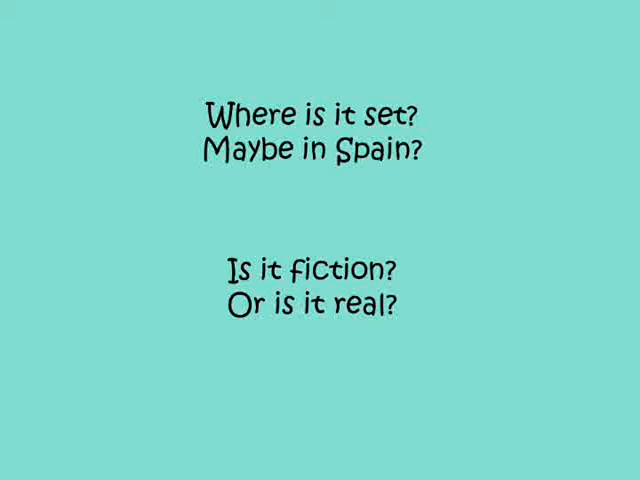 Where is it set?
Maybe in Spain?
Is it fiction?
Or is it real?